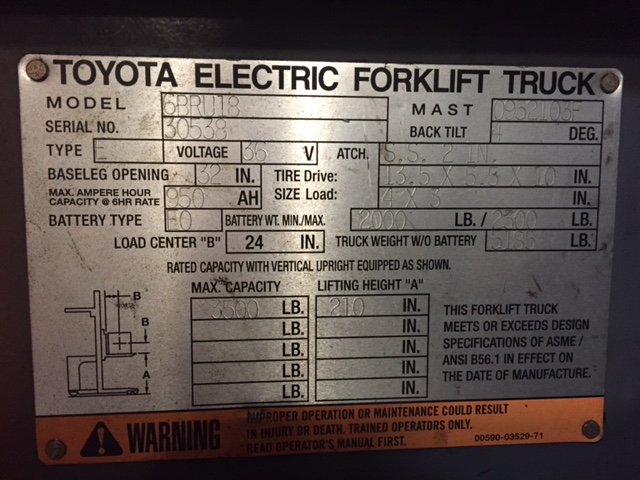 TOYOTA ELECTRIC FORKLIFT TRUCK
MODEL 6BRU18 MAST 0932103-
SERIAL NO. 30538 BACK TILT 4 DEG.
TYPE E VOLTAGE 36 V ATCH. S.S. 2 IN.
BASELEG OPENING 32 IN. TIRE Drive: 13.5 X 5.5 X 10 IN.
MAX. AMPERE HOUR CAPACITY @ 6HR RATE 950 AH SIZE Load: 4 X 3 IN.
BATTERY TYPE EO BATTERY WT. MIN./MAX. 2000 LB. / LB.
LOAD CENTER "B" 24 IN. TRUCK WEIGHT W/O BATTERY LB.
RATED CAPACITY WITH VERTICAL UPRIGHT EQUIPPED AS SHOWN.
MAX. CAPACITY LIFTING HEIGHT "A"
3500 LB. 210 IN.
LB. IN.
LB. IN.
LB. IN.
LB. IN.
B
B
A
THIS FORKLIFT TRUCK
MEETS OR EXCEEDS DESIGN
SPECIFICATIONS OF ASME /
ANSI B56.1 IN EFFECT ON
THE DATE OF MANUFACTURE.
WARNING
IMPROPER OPERATION OR MAINTENANCE COULD RESULT
IN INJURY OR DEATH. TRAINED OPERATORS ONLY.
READ OPERATOR'S MANUAL FIRST.
00590-03529-71